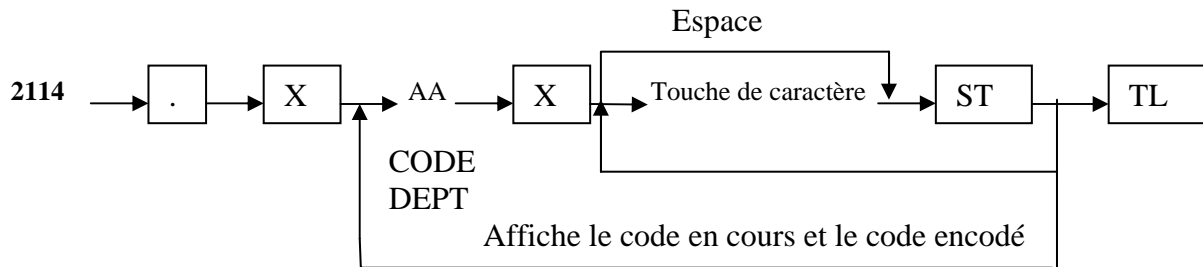 Espace
2114 . X AA X Touche de caractère ST TL
CODE
DEPT
Affiche le code en cours et le code encodé